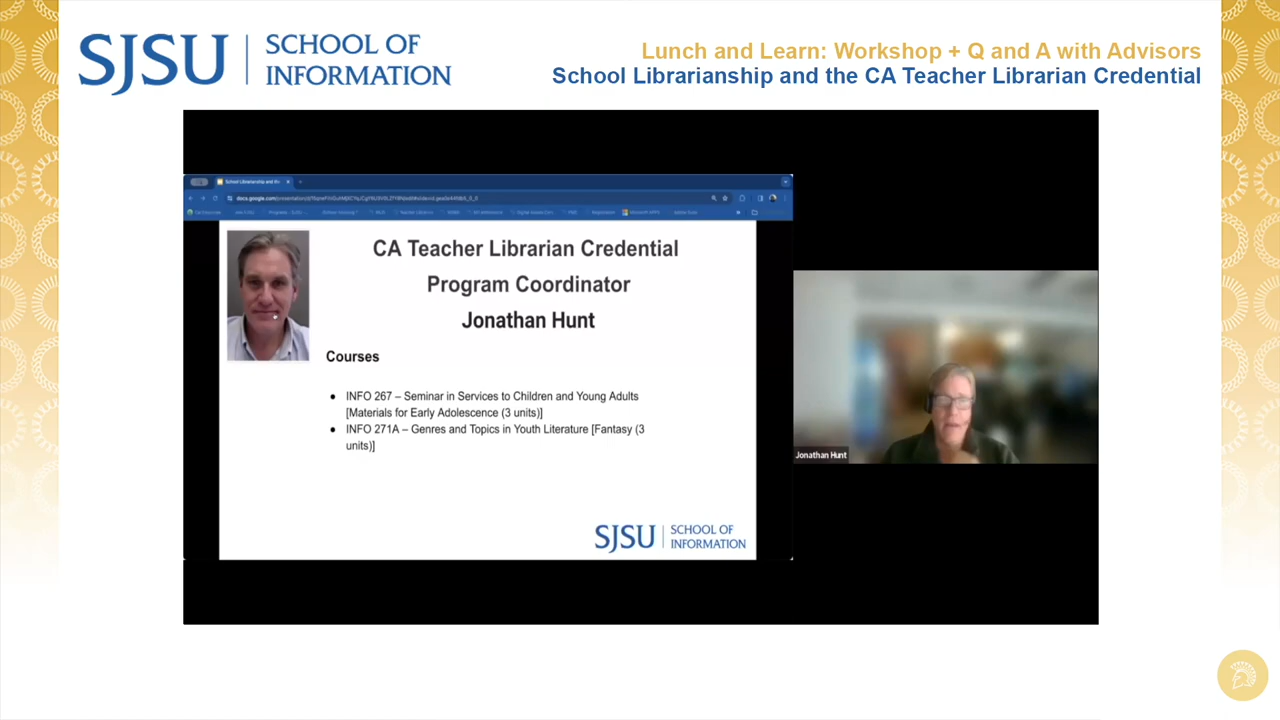 SJSU
SCHOOL OF
INFORMATION
Lunch and Learn: Workshop + Q and A with Advisors
School Librarianship and the CA Teacher Librarian Credential
CA Teacher Librarian Credential
Program Coordinator
Jonathan Hunt
Courses
● INFO 267 – Seminar in Services to Children and Young Adults
[Materials for Early Adolescence (3 units)]
● INFO 271A – Genres and Topics in Youth Literature [Fantasy (3
units)]
SJSU
SCHOOL OF
INFORMATION
Jonathan Hunt